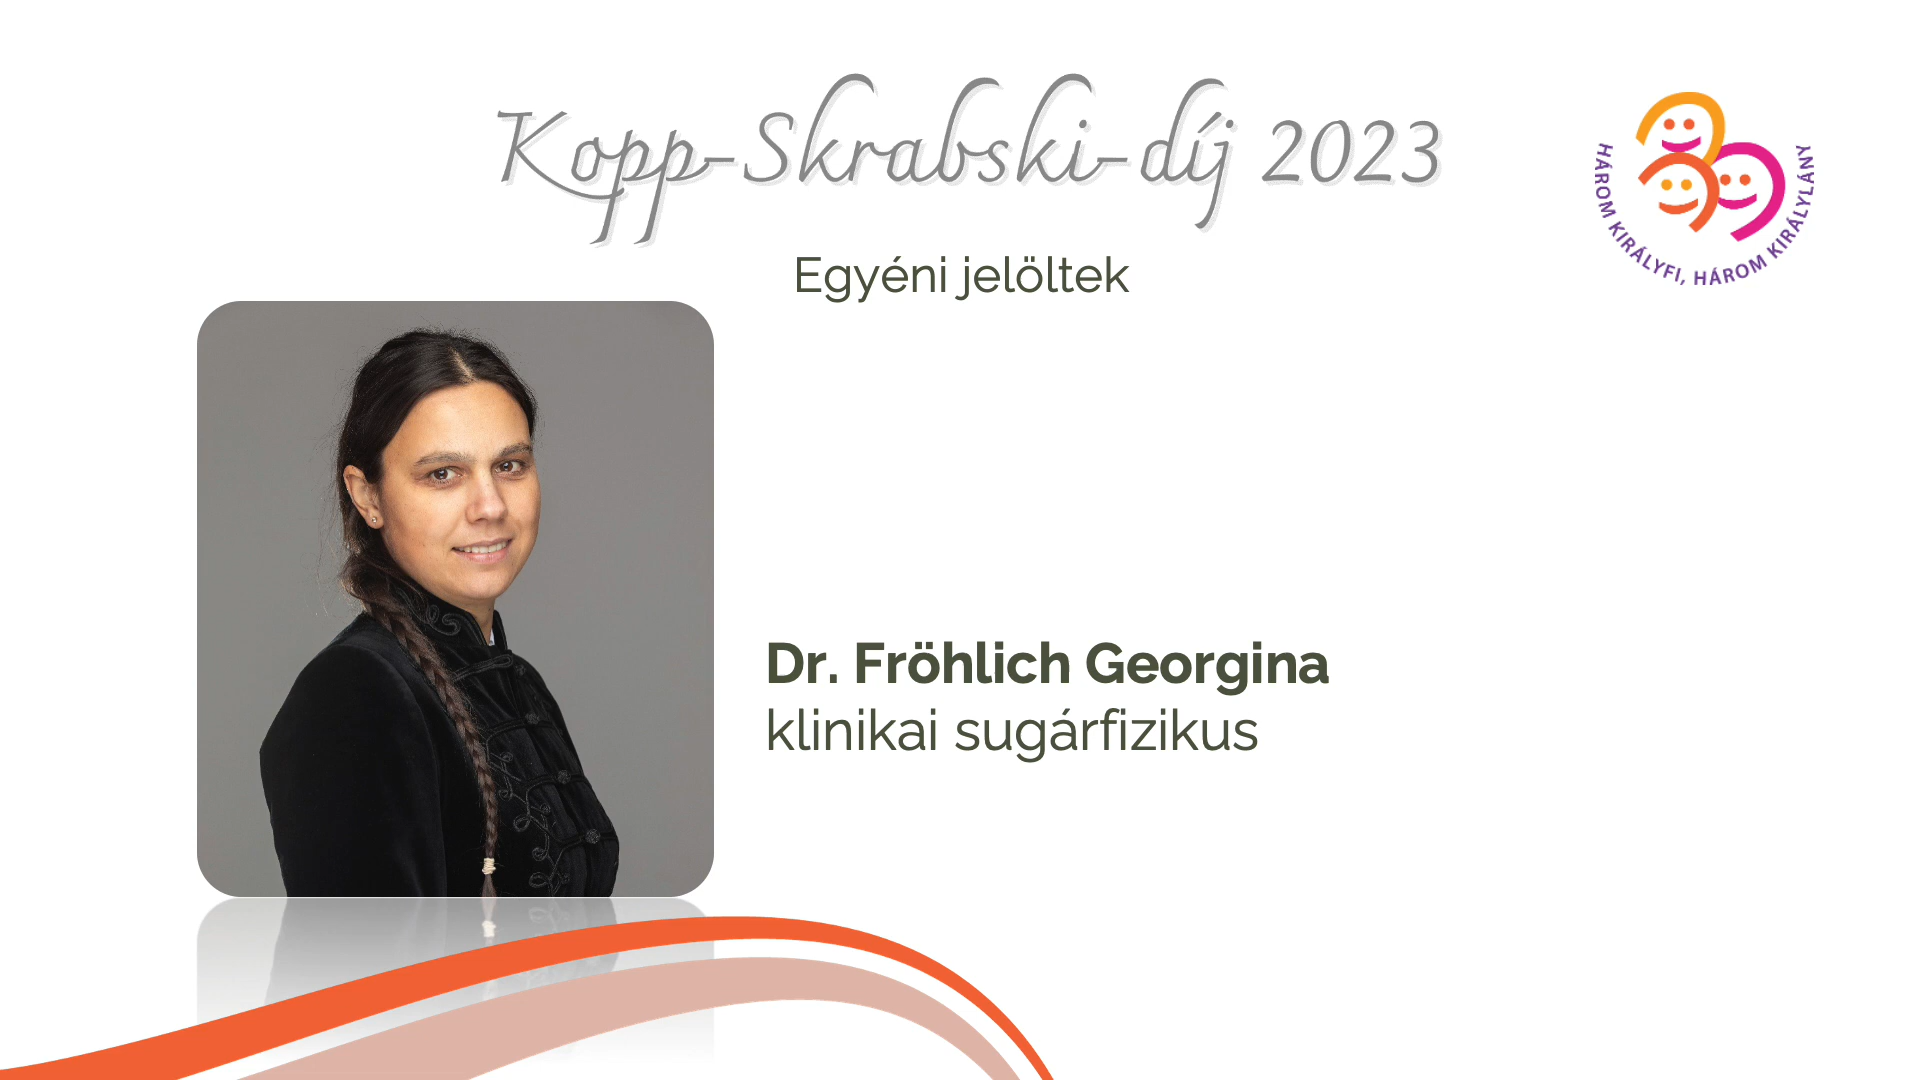 Kopp-Skrabski-díj 2023
HÁROM KIRÁLYFI, HÁROM KIRÁLYLÁNY
Egyéni jelöltek
Dr. Fröhlich Georgina
klinikai sugárfizikus